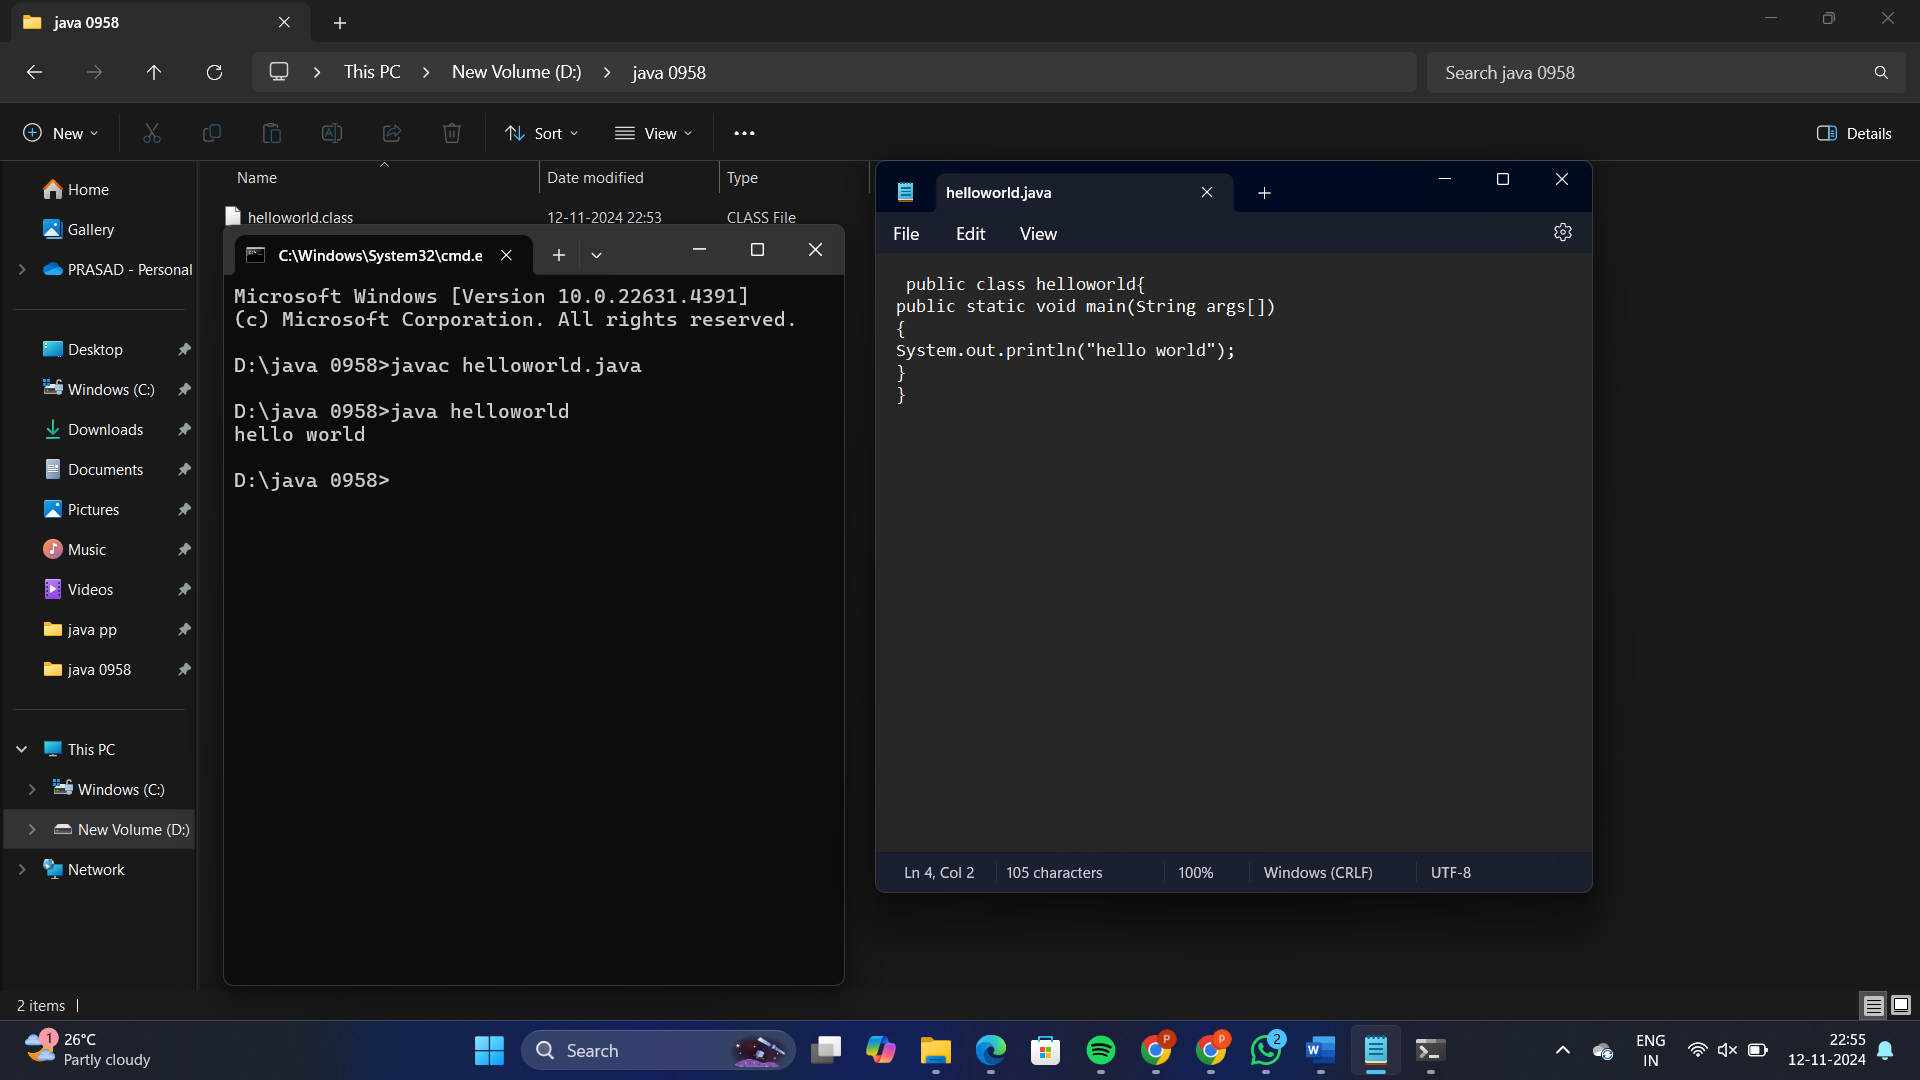 java 0958
This PC
New Volume (D:)
java 0958
Search java 0958
New
Sort
View
Details
Name
Date modified
Type
helloworld.class
12-11-2024 22:53
CLASS File
Home
Gallery
PRASAD - Personal
Desktop
Windows (C:)
Downloads
Documents
Pictures
Music
Videos
java pp
java 0958
This PC
Windows (C:)
New Volume (D:)
Network
C:\Windows\System32\cmd.e
Microsoft Windows [Version 10.0.22631.4391]
(c) Microsoft Corporation. All rights reserved.
D:\java 0958>javac helloworld.java
D:\java 0958>java helloworld
hello world
D:\java 0958>
helloworld.java
File Edit View
public class helloworld{
public static void main(String args[])
{
System.out.println("hello world");
}
}
Ln 4, Col 2
105 characters
100%
Windows (CRLF)
UTF-8
2 items
1
26°C
Partly cloudy
Search
P
P
2
W
ENG
IN
22:55
12-11-2024